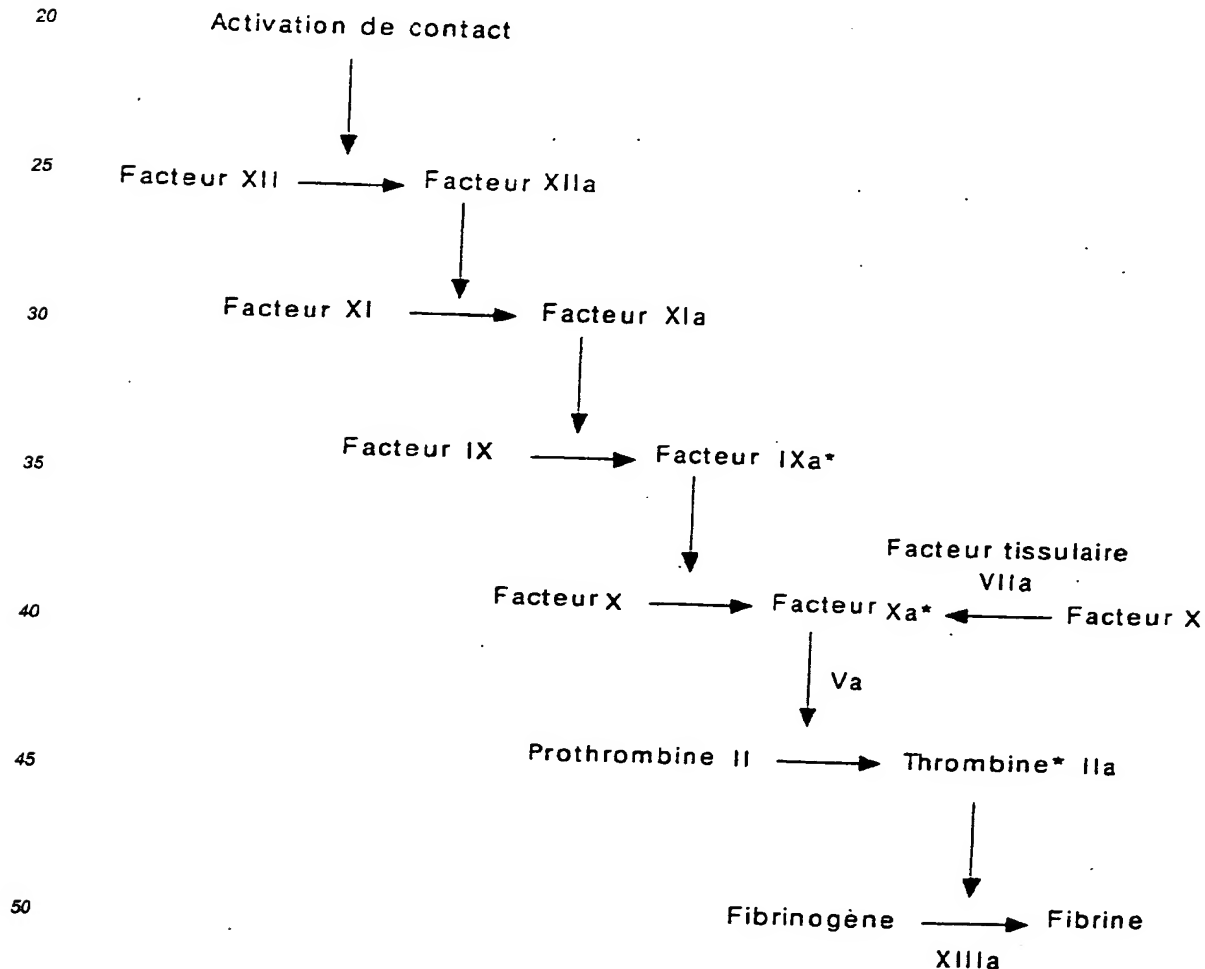 20 Activation de contact
25 Facteur XII Facteur XIIa
30 Facteur XI Facteur XIa
35 Facteur IX Facteur IXa*
Facteur tissulaire
VIIa
40 Facteur X Facteur Xa* Facteur X
Va
45 Prothrombine II Thrombine* IIa
50 Fibrinogène Fibrine
XIIIa